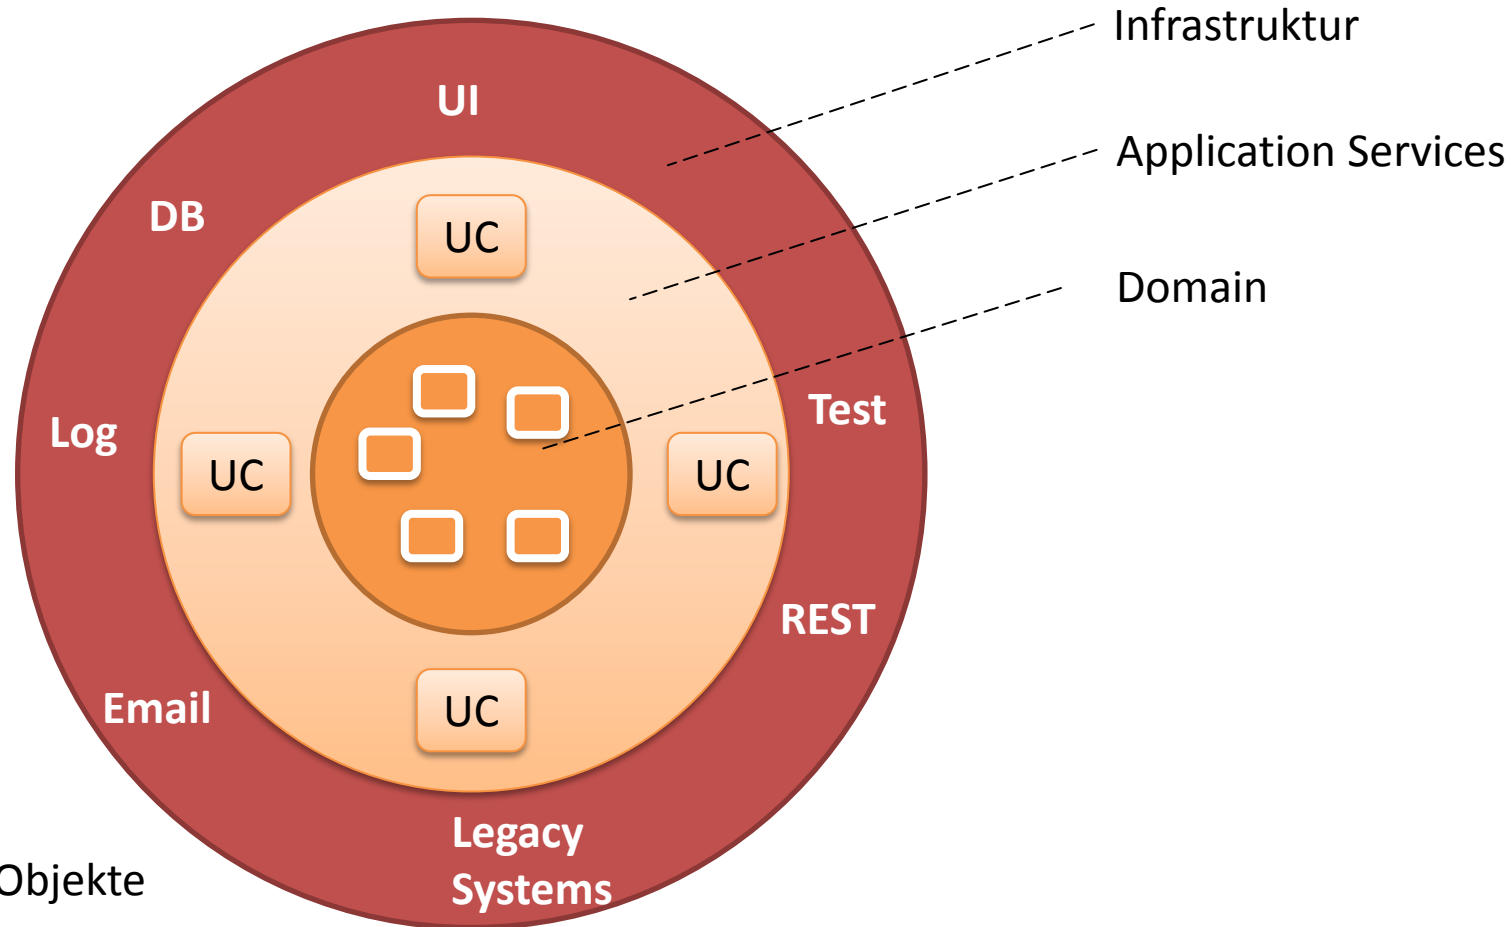 Infrastruktur
UI
Application Services
DB
UC
Domain
Test
Log
UC
UC
REST
Email
UC
Legacy
Systems
Objekte